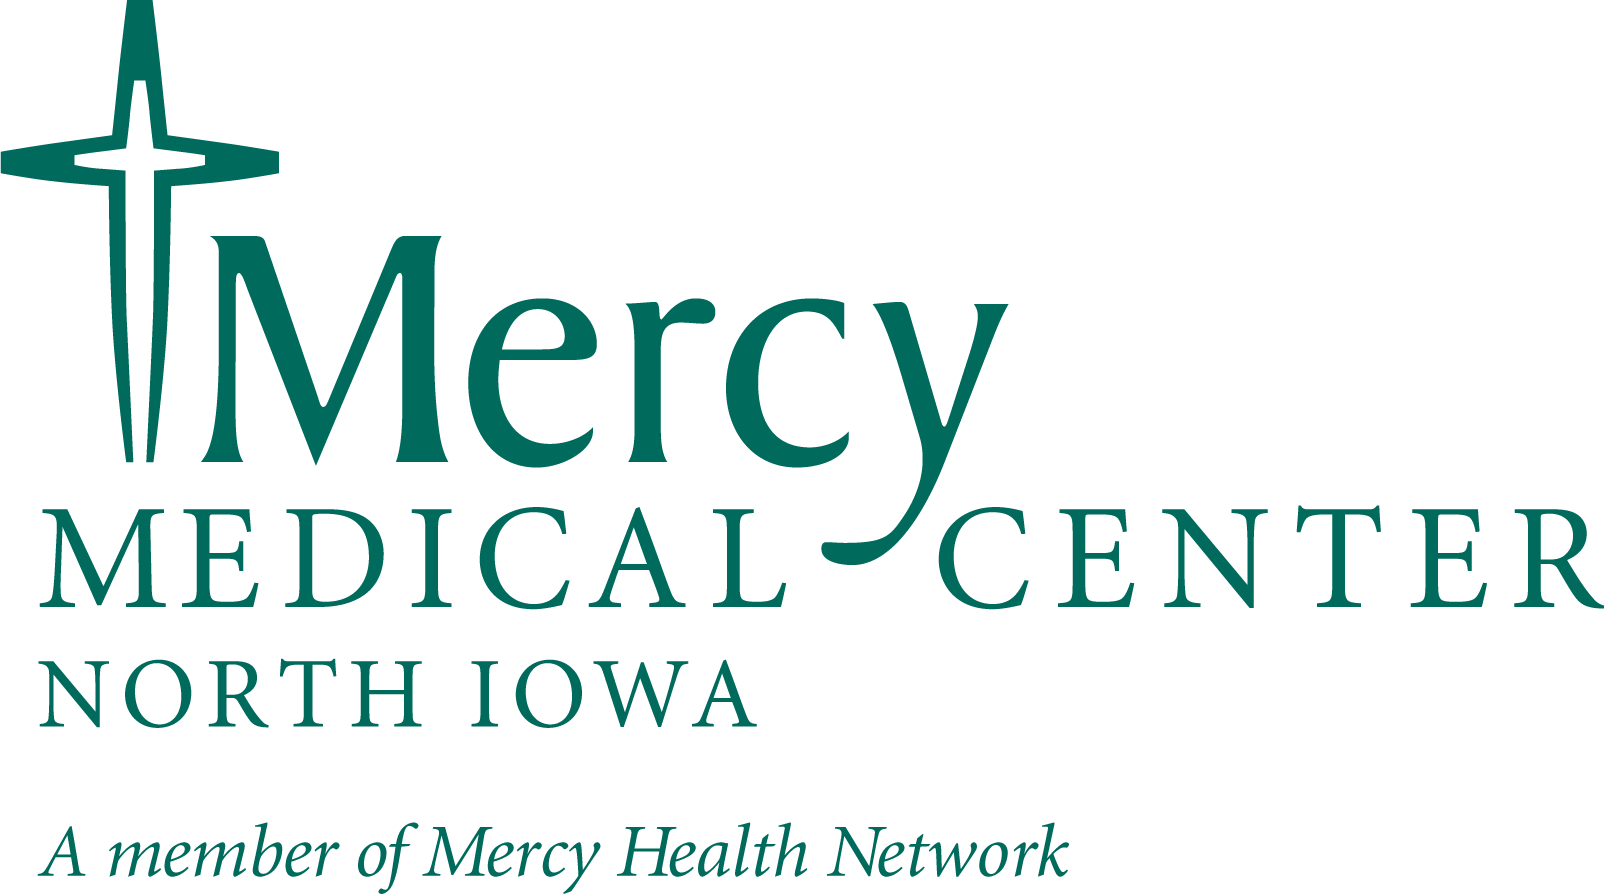 Mercy
MEDICAL CENTER
NORTH IOWA
A member of Mercy Health Network